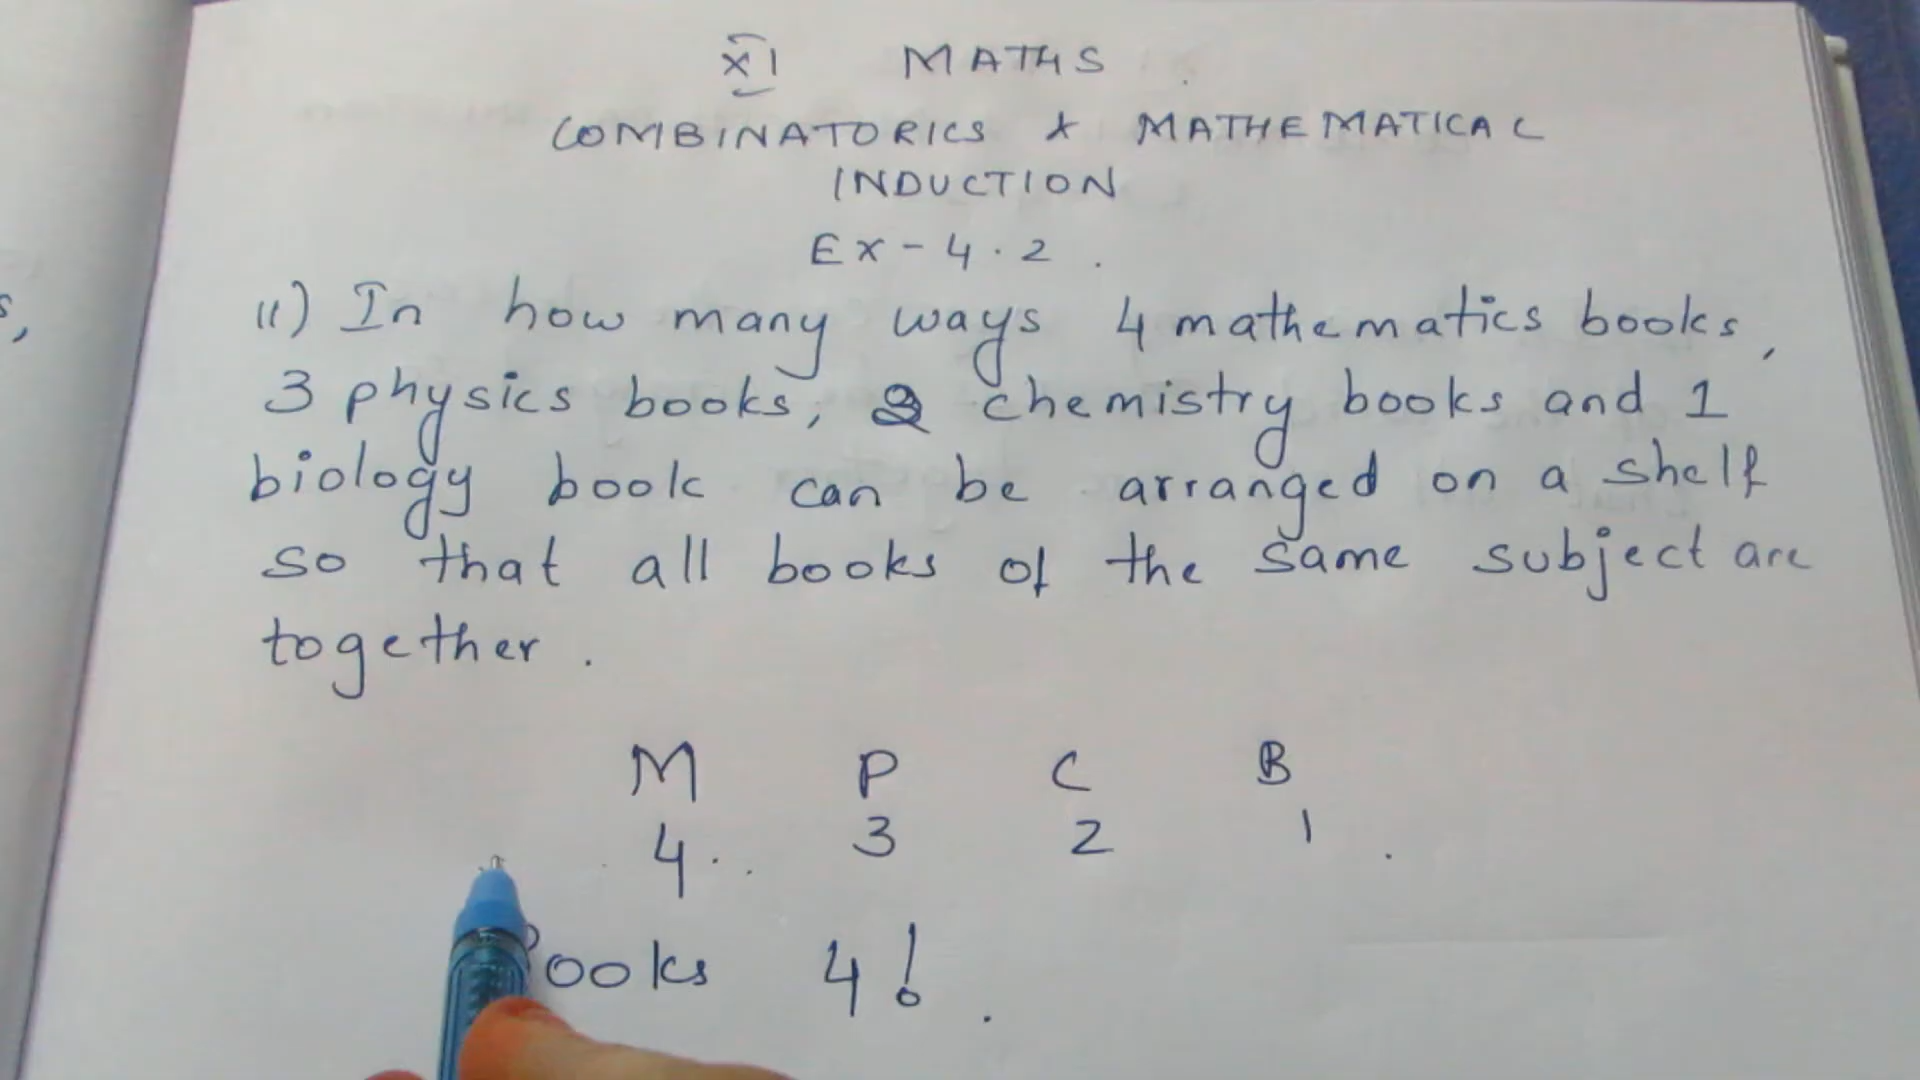 XI MATHS
COMBINATORICS & MATHEMATICAL
INDUCTION
Ex - 4.2.
11) In how many ways 4 mathematics books,
3 physics books, 2 chemistry books and 1
biology book can be arranged on a shelf
so that all books of the same subject are
together.
M P C B
4 3 2 1
ooks 4!
s,